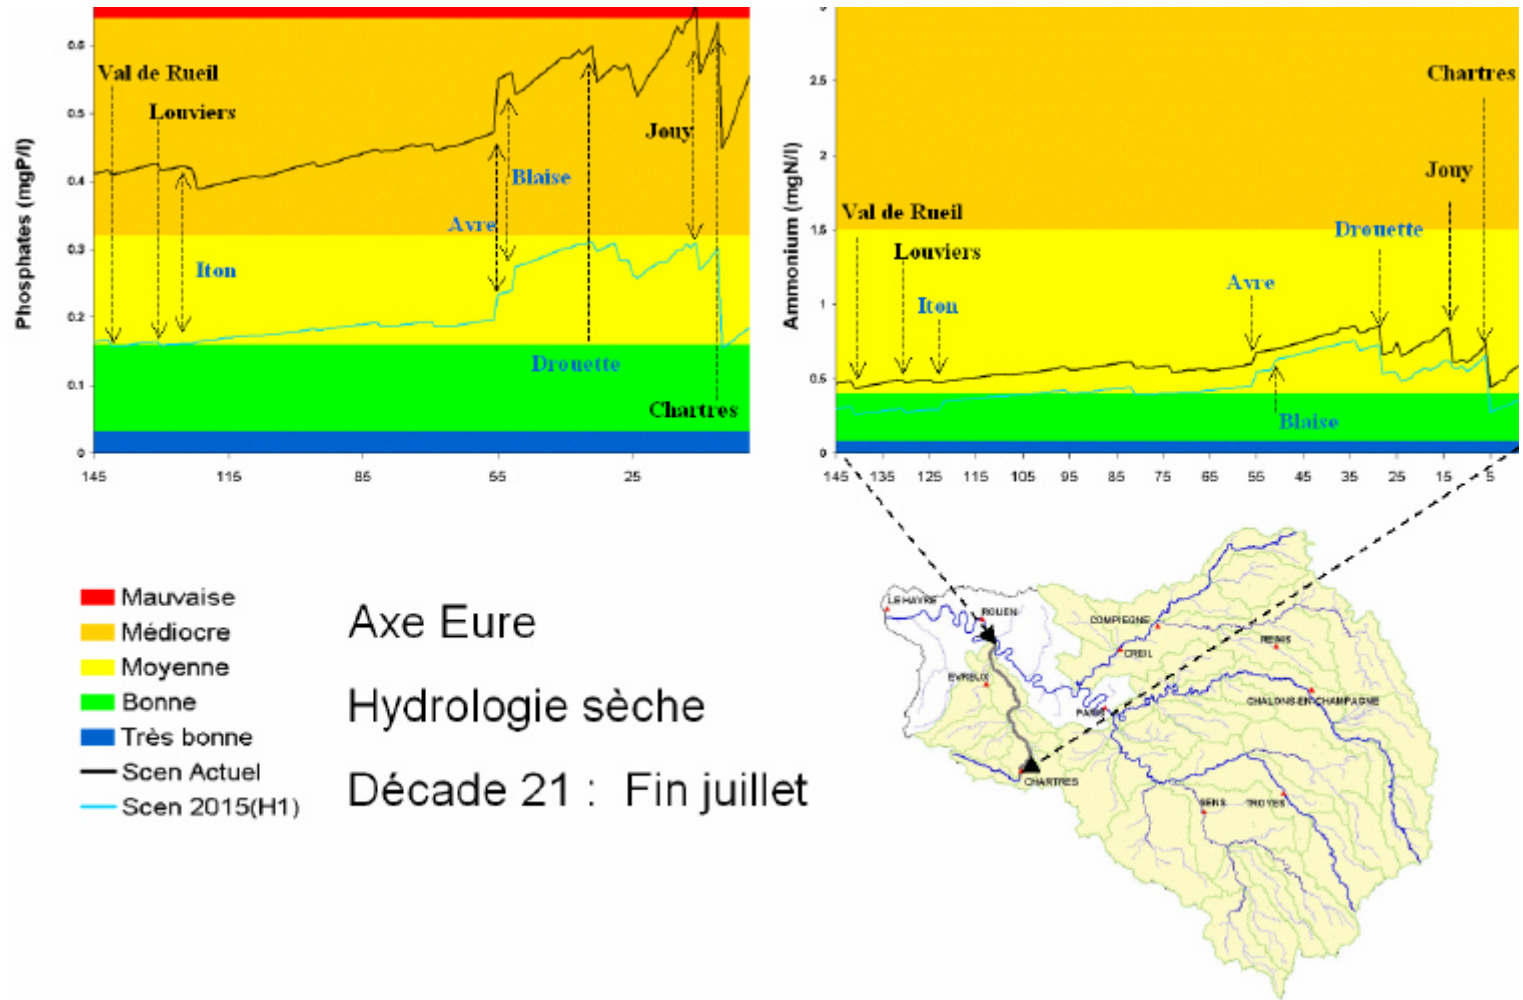 Phosphates (mgP/l)
0.6
0.5
0.4
0.3
0.2
0.1
0
145
115
85
55
25
Val de Rueil
Louviers
Iton
Avre
Blaise
Drouette
Jouy
Chartres
Ammonium (mgN/l)
3
2.5
2
1.5
1
0.5
0
145 135 125 115 105 95 85 75 65 55 45 35 25 15 5
Val de Rueil
Louviers
Iton
Avre
Blaise
Drouette
Jouy
Chartres
Mauvaise
Médiocre
Moyenne
Bonne
Très bonne
Scen Actuel
Scen 2015(H1)
Axe Eure
Hydrologie sèche
Décade 21 : Fin juillet
LE HAVRE
ROUEN
COMPIEGNE
CREIL
REIMS
EVREUX
PARIS
CHALONS-EN-CHAMPAGNE
CHARTRES
SENS
TROYES